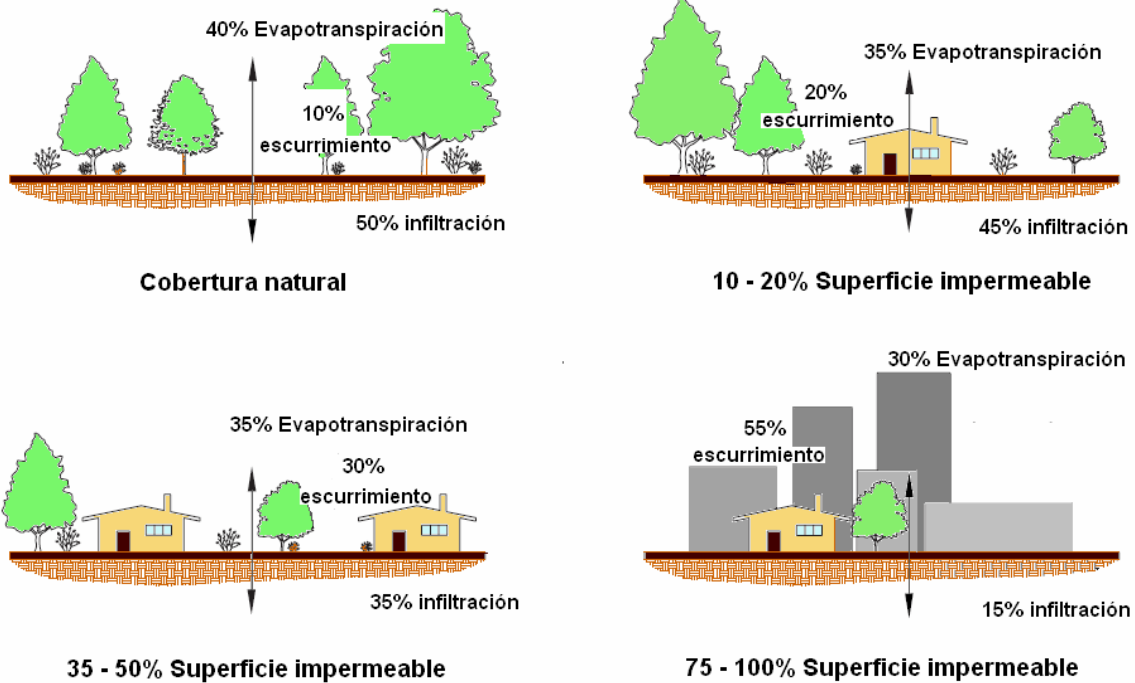 40% Evapotranspiración
10%
escurrimiento
50% infiltración
Cobertura natural
35% Evapotranspiración
20%
escurrimiento
45% infiltración
10 - 20% Superficie impermeable
35% Evapotranspiración
30%
escurrimiento
35% infiltración
35 - 50% Superficie impermeable
30% Evapotranspiración
55%
escurrimiento
15% infiltración
75 - 100% Superficie impermeable